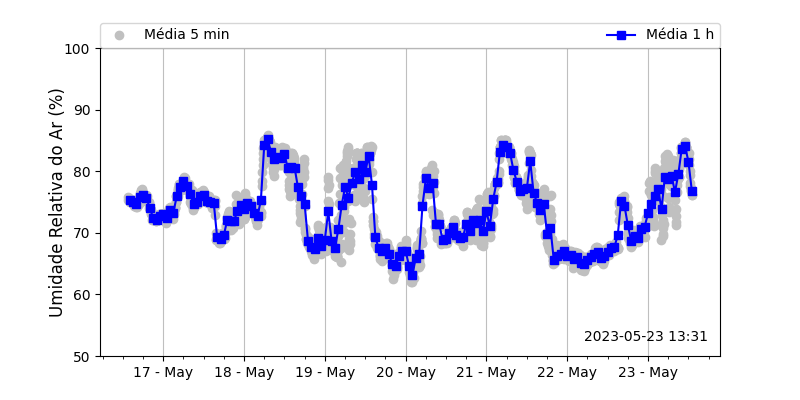 Média 5 min Média 1 h
Umidade Relativa do Ar (%)
100
90
80
70
60
50
2023-05-23 13:31
17 - May 18 - May 19 - May 20 - May 21 - May 22 - May 23 - May